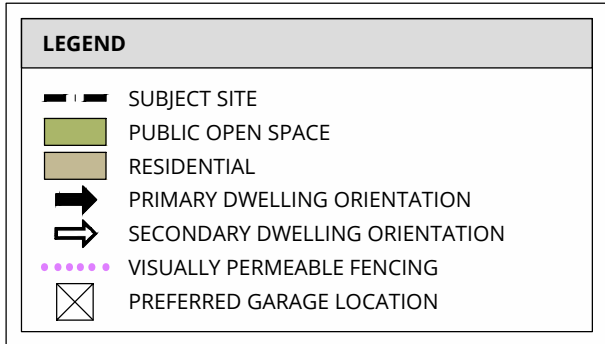 LEGEND
SUBJECT SITE
PUBLIC OPEN SPACE
RESIDENTIAL
PRIMARY DWELLING ORIENTATION
SECONDARY DWELLING ORIENTATION
VISUALLY PERMEABLE FENCING
PREFERRED GARAGE LOCATION